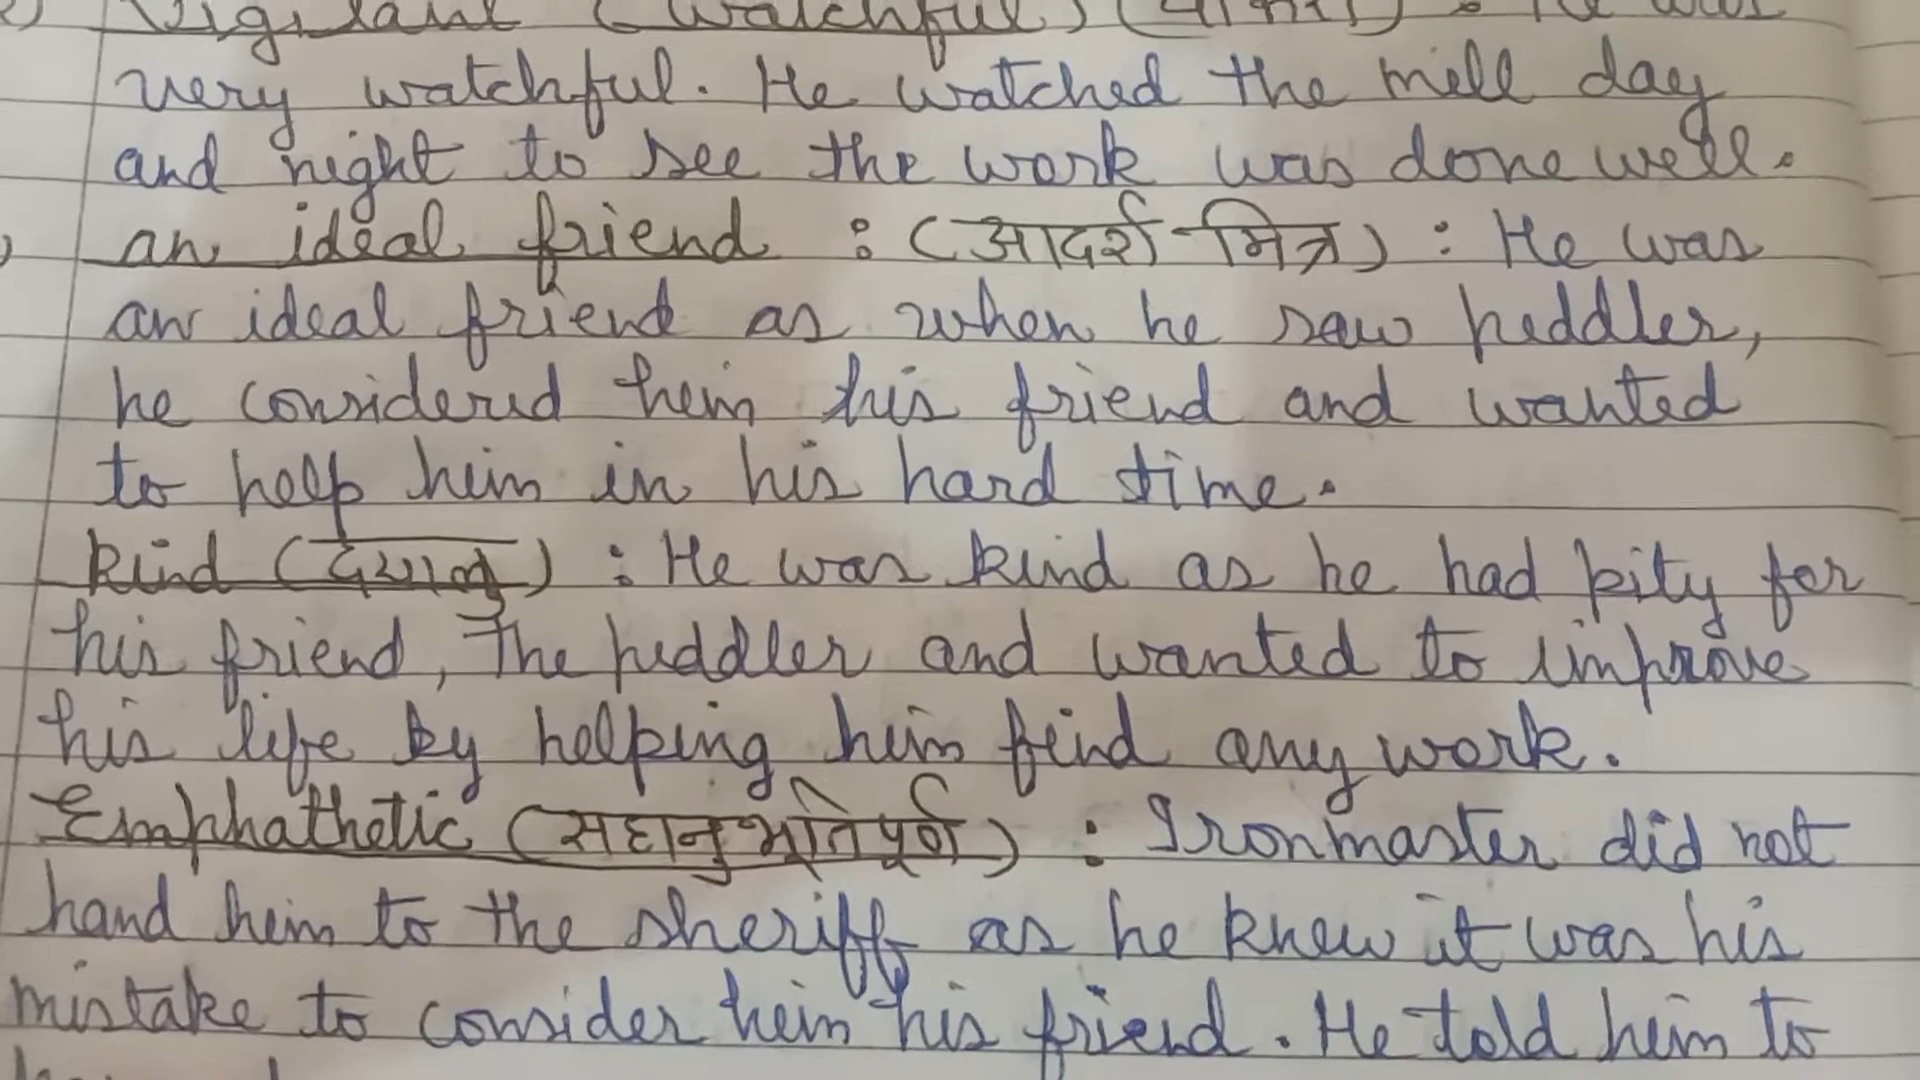 Vigilant (Watchful) : He was
very watchful. He watched the mill day
and night to see the work was done well.
an ideal friend : (आदर्श मित्र) : He was
an ideal friend as when he saw peddler,
he considered him his friend and wanted
to help him in his hard time.
kind (दयालु) : He was kind as he had pity for
his friend, The peddler and wanted to improve
his life by helping him find any work.
Emphathetic (सहानुभूतिपूर्ण) : Ironmaster did not
hand him to the sheriff as he knew it was his
mistake to consider him his friend. He told him to